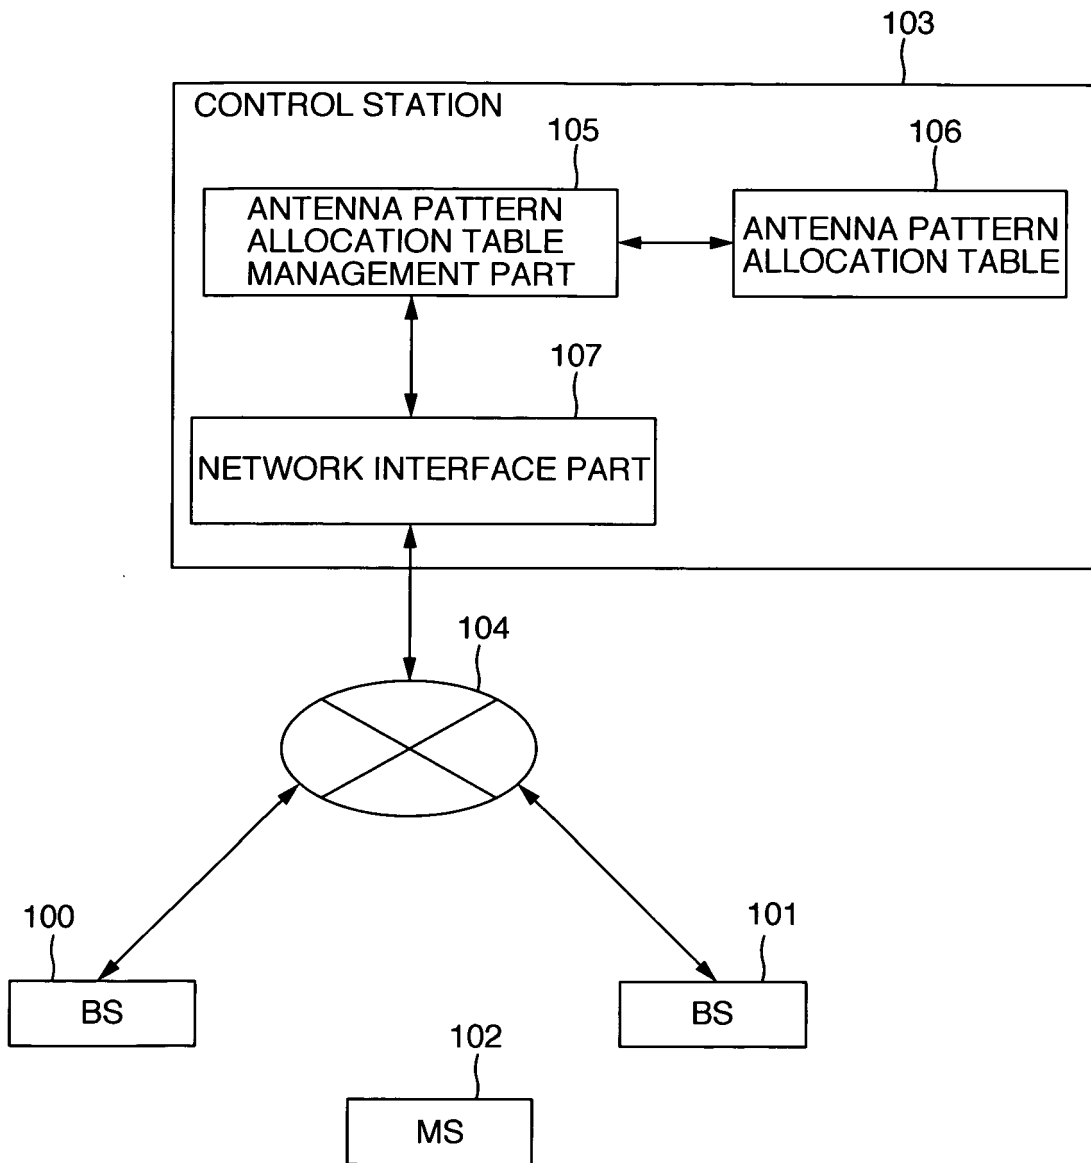 103
CONTROL STATION
105
106
ANTENNA PATTERN
ALLOCATION TABLE
MANAGEMENT PART
ANTENNA PATTERN
ALLOCATION TABLE
107
NETWORK INTERFACE PART
104
100
101
BS
BS
102
MS